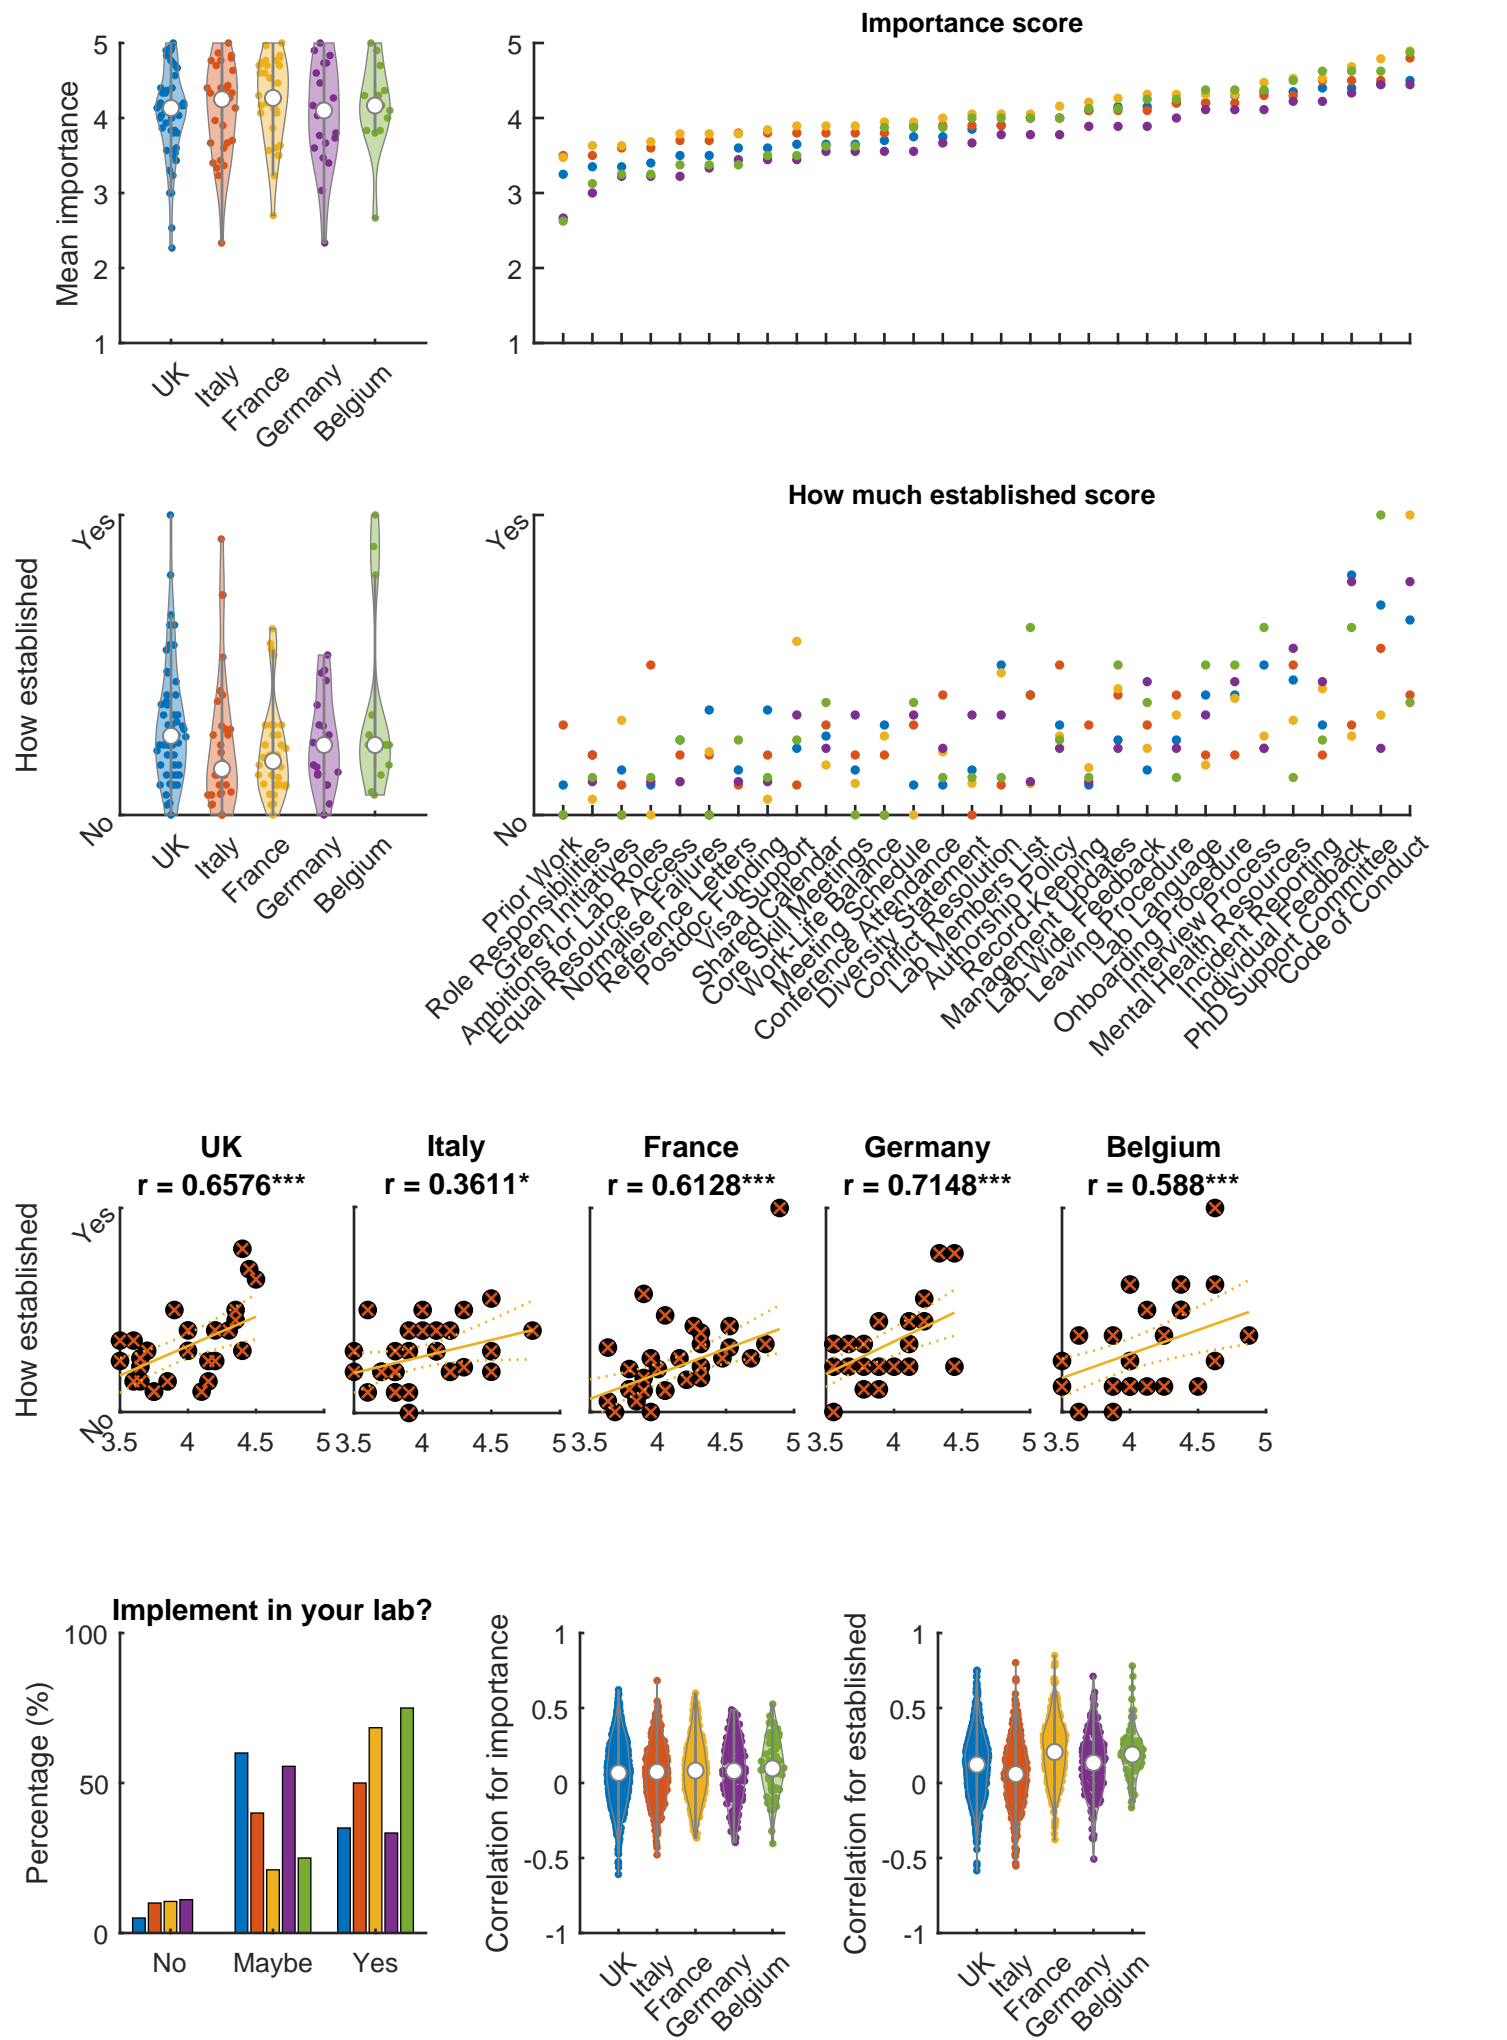 Importance score
Mean importance
5
4
3
2
1
UK
Italy
France
Germany
Belgium
5
4
3
2
1
How much established score
How established
Yes
No
UK
Italy
France
Germany
Belgium
Yes
No
Prior Work
Role Responsibilities
Green Initiatives
Ambitions for Lab Roles
Equal Resource Access
Normalise Failures
Reference Letters
Postdoc Funding
Visa Support
Shared Calendar
Core Skill Meetings
Work-Life Balance
Meeting Schedule
Conference Attendance
Diversity Statement
Conflict Resolution
Lab Members List
Authorship Policy
Record-Keeping
Management Updates
Lab-Wide Feedback
Leaving Procedure
Lab Language
Onboarding Procedure
Interview Process
Mental Health Resources
Incident Reporting
Individual Feedback
PhD Support Committee
Code of Conduct
UK
r = 0.6576***
Italy
r = 0.3611*
France
r = 0.6128***
Germany
r = 0.7148***
Belgium
r = 0.588***
How established
Yes
No
3.5 4 4.5 5
3.5 4 4.5 5
3.5 4 4.5 5
3.5 4 4.5 5
3.5 4 4.5 5
Implement in your lab?
Percentage (%)
100
50
0
No Maybe Yes
Correlation for importance
1
0.5
0
-0.5
-1
UK
Italy
France
Germany
Belgium
Correlation for established
1
0.5
0
-0.5
-1
UK
Italy
France
Germany
Belgium